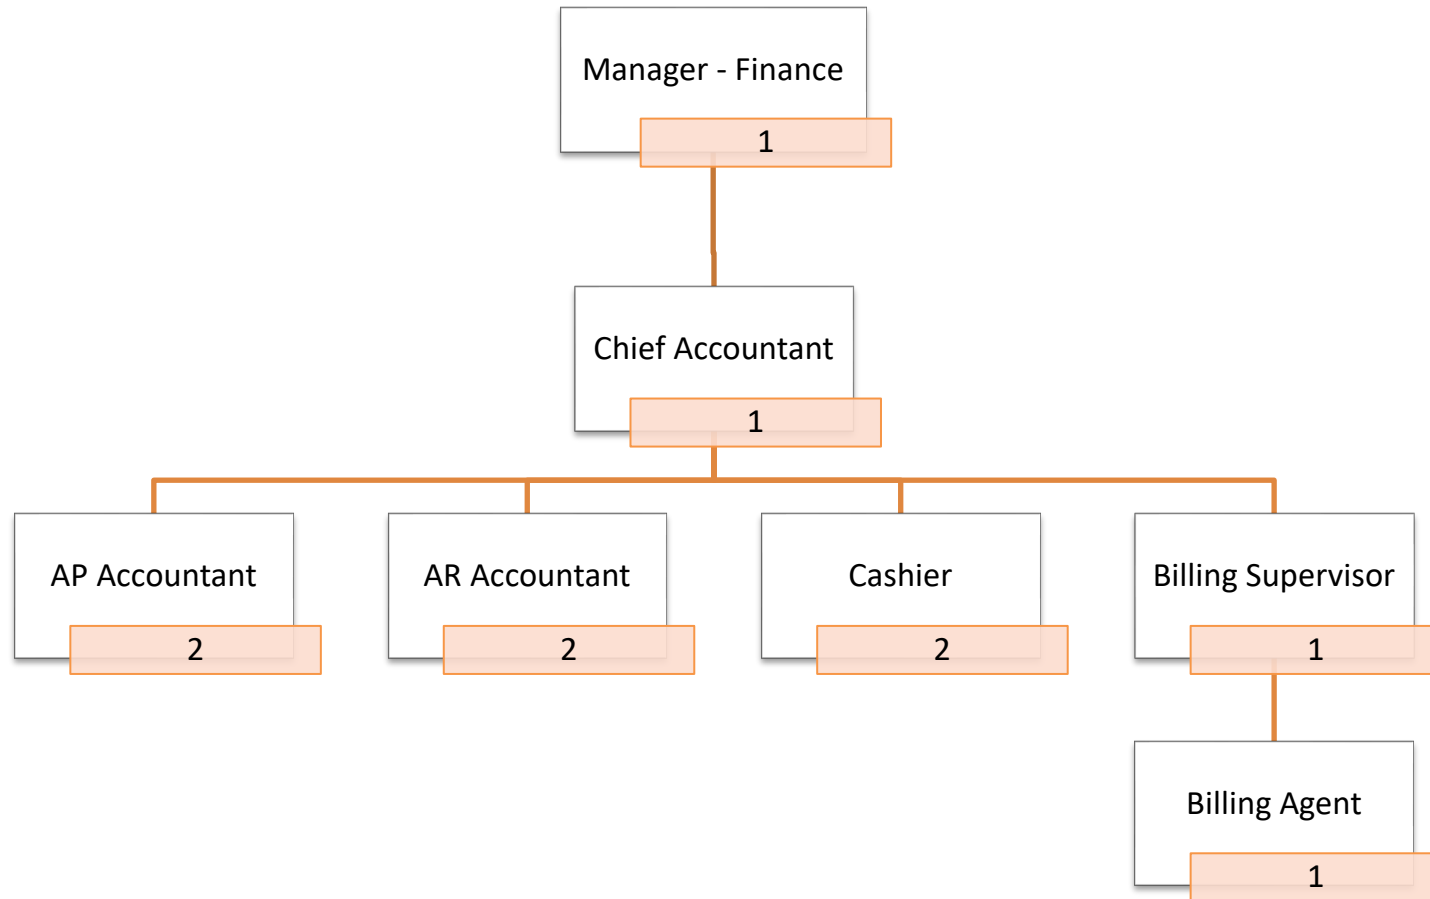 Manager - Finance
1
Chief Accountant
1
AP Accountant
2
AR Accountant
2
Cashier
2
Billing Supervisor
1
Billing Agent
1